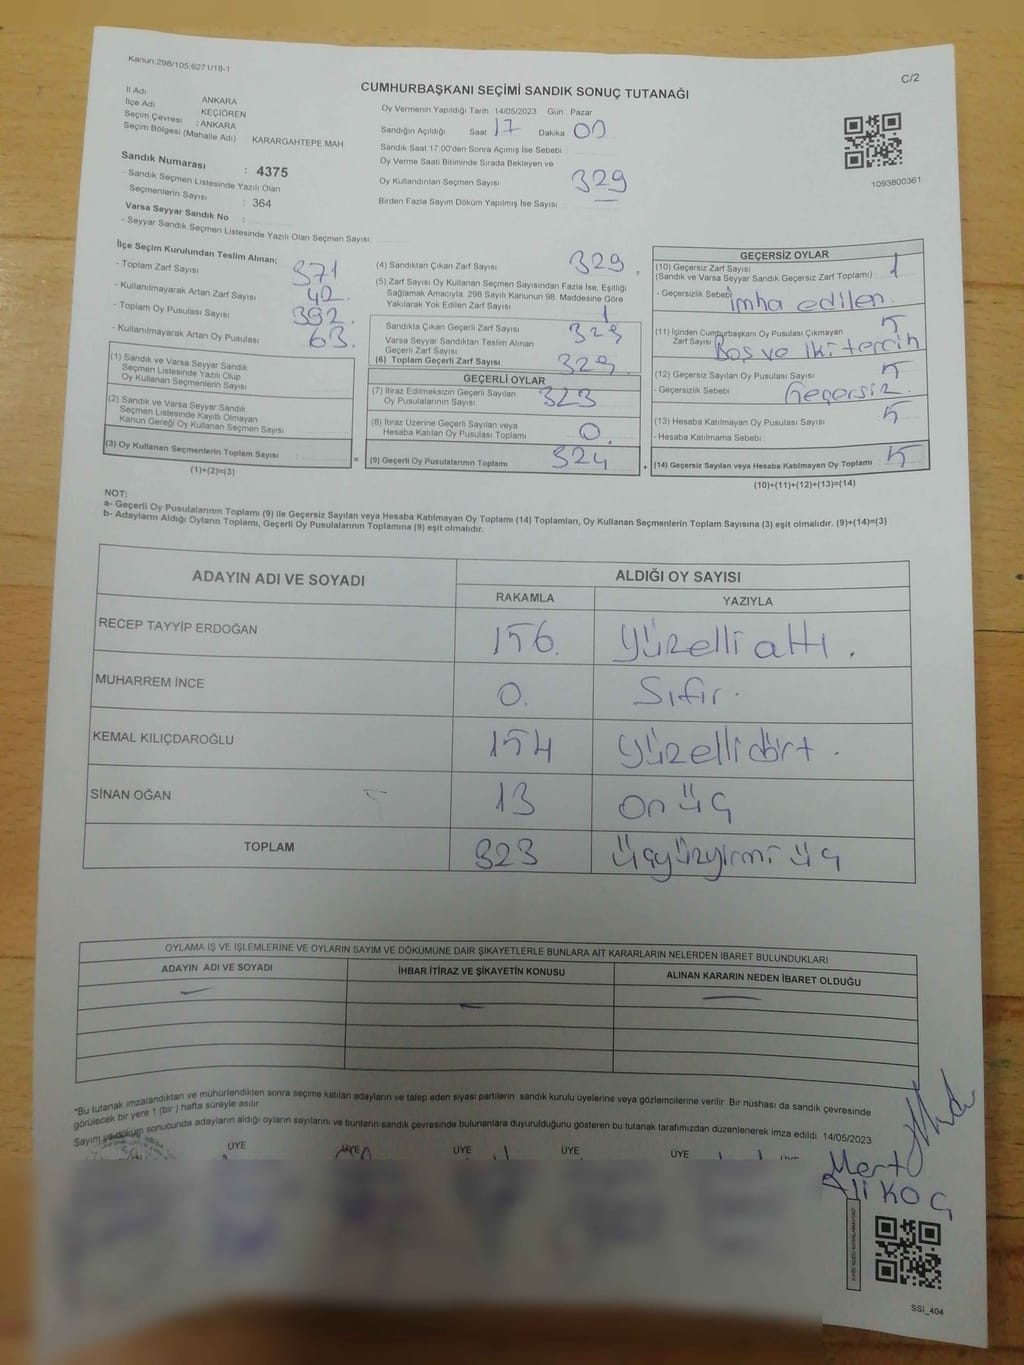 Kanun:298/105,6271/18-1
C/2
CUMHURBAŞKANI SEÇİMİ SANDIK SONUÇ TUTANAĞI
İl Adı ANKARA
İlçe Adı KEÇİÖREN
Seçim Çevresi : ANKARA
Seçim Bölgesi (Mahalle Adı) : KARARGAHTEPE MAH
Sandık Numarası : 4375
- Sandık Seçmen Listesinde Yazılı Olan
Seçmenlerin Sayısı : 364
Varsa Seyyar Sandık No :
- Seyyar Sandık Seçmen Listesinde Yazılı Olan Seçmen Sayısı:
Oy Vermenin Yapıldığı Tarih : 14/05/2023 Gün : Pazar
Sandığın Açıldığı Saat 17 Dakika 00
Sandık Saat 17.00'den Sonra Açımış İse Sebebi :
Oy Verme Saati Bitiminde Sırada Bekleyen ve
Oy Kullandırılan Seçmen Sayısı 329
Birden Fazla Sayım Döküm Yapılmış İse Sayısı
1093800361
İlçe Seçim Kurulundan Teslim Alınan;
- Toplam Zarf Sayısı 371
- Kullanılmayarak Artan Zarf Sayısı 42.
- Toplam Oy Pusulası Sayısı 392.
- Kullanılmayarak Artan Oy Pusulası 63.
(1) Sandık ve Varsa Seyyar Sandık
Seçmen Listesinde Yazılı Olup
Oy Kullanan Seçmenlerin Sayısı
(2) Sandık ve Varsa Seyyar Sandık
Seçmen Listesinde Kayıtlı Olmayan
Kanun Gereği Oy Kullanan Seçmen Sayısı
(3) Oy Kullanan Seçmenlerin Toplam Sayısı :
(1)+(2)=(3)
=
(4) Sandıktan Çıkan Zarf Sayısı 329.
(5) Zarf Sayısı Oy Kullanan Seçmen Sayısından Fazla İse, Eşitliği
Sağlamak Amacıyla, 298 Sayılı Kanunun 98. Maddesine Göre
Yakılarak Yok Edilen Zarf Sayısı 1
Sandıkta Çıkan Geçerli Zarf Sayısı 329
Varsa Seyyar Sandıktan Teslim Alınan
Geçerli Zarf Sayısı
(6) Toplam Geçerli Zarf Sayısı 329.
GEÇERLİ OYLAR
(7) İtiraz Edilmeksizin Geçerli Sayılan
Oy Pusulalarının Sayısı 323
(8) İtiraz Üzerine Geçerli Sayılan veya
Hesaba Katılan Oy Pusulası Toplamı 0.
(9) Geçerli Oy Pusulalarının Toplamı 324
+
GEÇERSİZ OYLAR
(10) Geçersiz Zarf Sayısı 1
(Sandık ve Varsa Seyyar Sandık Geçersiz Zarf Toplamı)
- Geçersizlik Sebebi imha edilen.
(11) İçinden Cumhurbaşkanı Oy Pusulası Çıkmayan
Zarf Sayısı 5
Boş ve iki tercih
(12) Geçersiz Sayılan Oy Pusulası Sayısı 5
- Geçersizlik Sebebi Geçersiz.
(13) Hesaba Katılmayan Oy Pusulası Sayısı 5
- Hesaba Katılmama Sebebi :
(14) Geçersiz Sayılan veya Hesaba Katılmayan Oy Toplamı : 5
(10)+(11)+(12)+(13)=(14)
NOT:
a- Geçerli Oy Pusulalarının Toplamı (9) ile Geçersiz Sayılan veya Hesaba Katılmayan Oy Toplamı (14) Toplamları, Oy Kullanan Seçmenlerin Toplam Sayısına (3) eşit olmalıdır. (9)+(14)=(3)
b- Adayların Aldığı Oyların Toplamı, Geçerli Oy Pusulalarının Toplamına (9) eşit olmalıdır.
ADAYIN ADI VE SOYADI ALDIĞI OY SAYISI
RAKAMLA YAZIYLA
RECEP TAYYİP ERDOĞAN 156. Yüzelli altı.
MUHARREM İNCE 0. Sıfır.
KEMAL KILIÇDAROĞLU 154 Yüzellidört.
SİNAN OĞAN 13 on üç
TOPLAM 323 üçyüzyirmi üç
OYLAMA İŞ VE İŞLEMLERİNE VE OYLARIN SAYIM VE DÖKÜMÜNE DAİR ŞİKAYETLERLE BUNLARA AİT KARARLARIN NELERDEN İBARET BULUNDUKLARI
ADAYIN ADI VE SOYADI İHBAR İTİRAZ VE ŞİKAYETİN KONUSU ALINAN KARARIN NEDEN İBARET OLDUĞU
*Bu tutanak imzalandıktan ve mühürlendikten sonra seçime katılan adayların ve talep eden siyasi partilerin sandık kurulu üyelerine veya gözlemcilerine verilir. Bir nüshası da sandık çevresinde
görülecek bir yere 1 (bir) hafta süreyle asılır.
Sayım ve döküm sonucunda adayların aldığı oyların sayılarını ve bunların sandık çevresinde bulunanlara duyurulduğunu gösteren bu tutanak tarafımızdan düzenlenerek imza edildi. 14/05/2023
ÜYE ÜYE ÜYE ÜYE ÜYE
Mert
Ali KOÇ
SSI_404